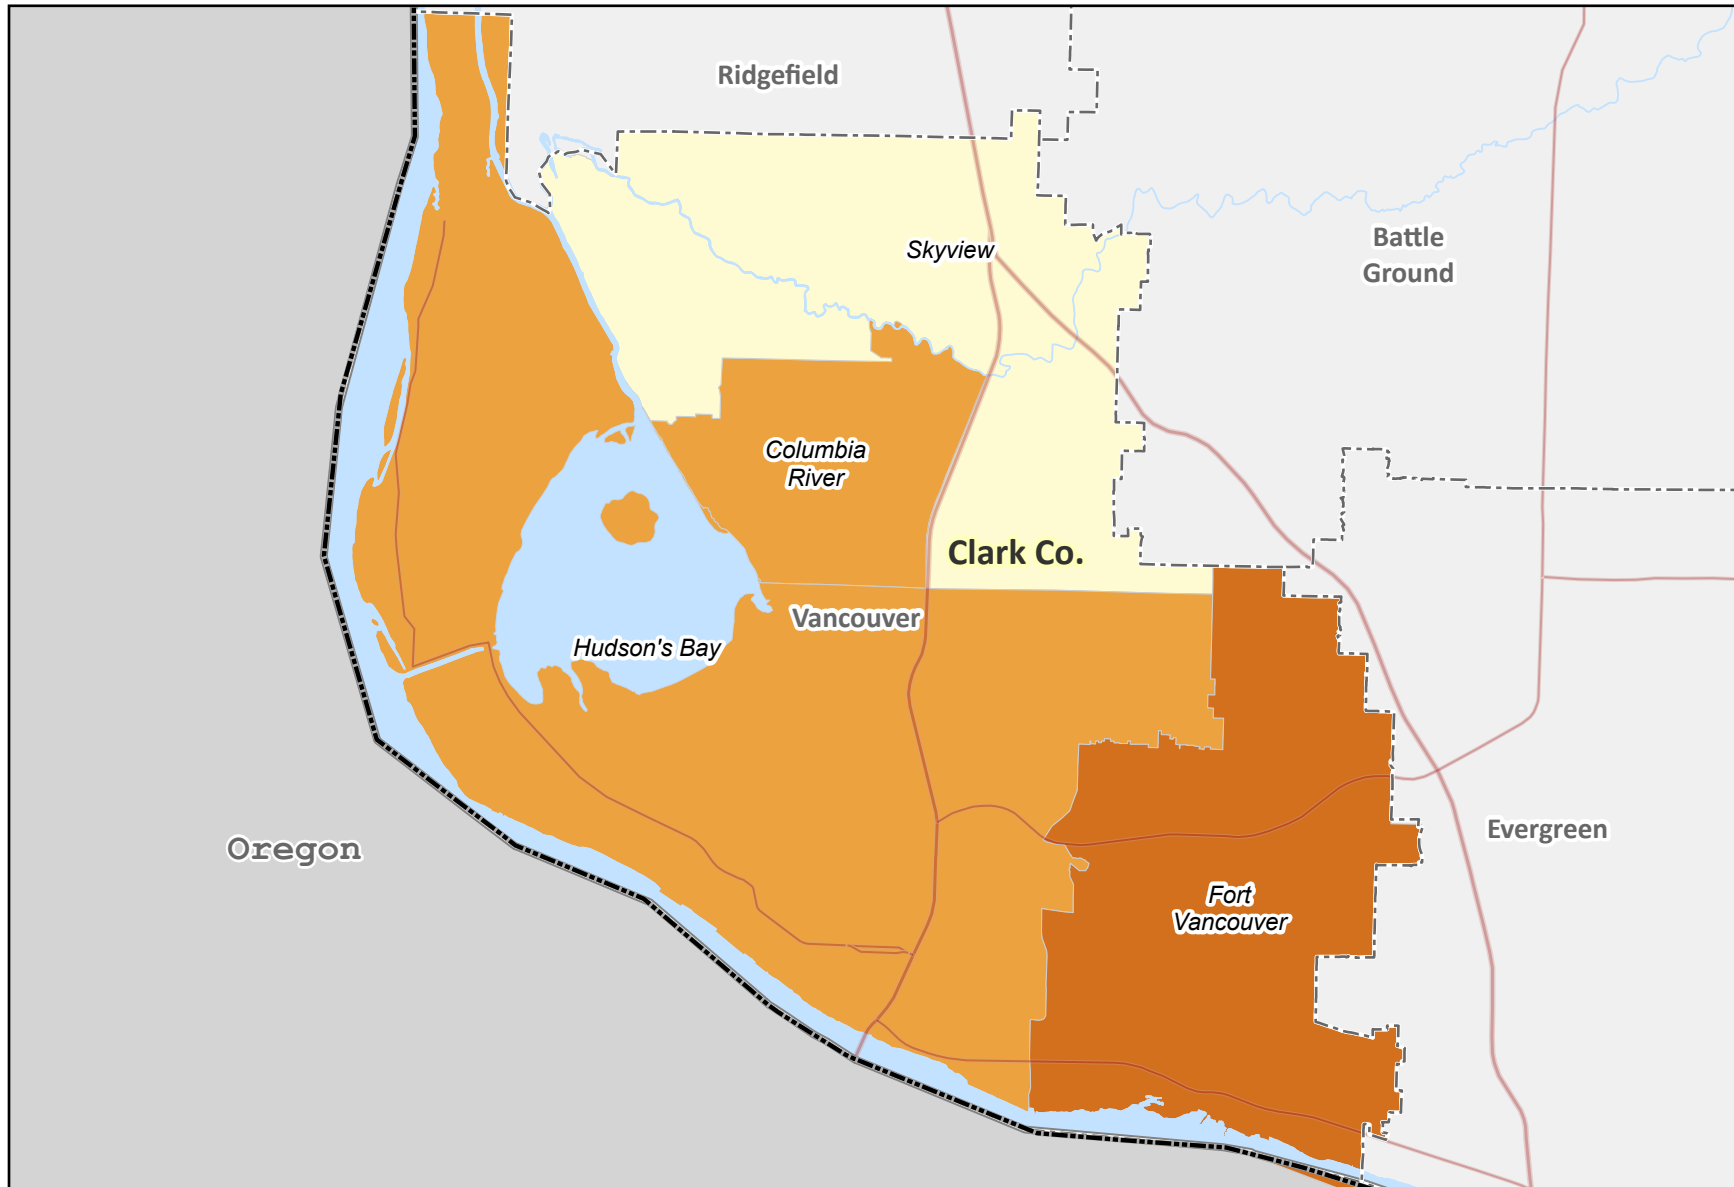 Ridgefield
Skyview
Battle
Ground
Columbia
River
Clark Co.
Vancouver
Hudson's Bay
Oregon
Evergreen
Fort
Vancouver